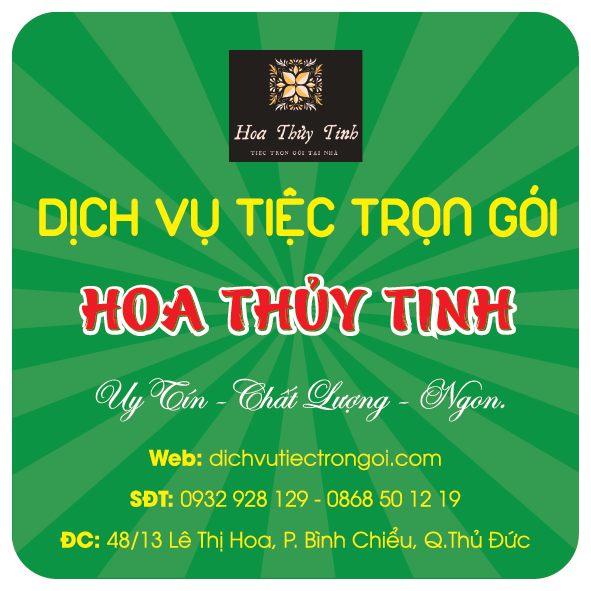 Hoa Thủy Tinh
TIỆC TRỌN GÓI TẠI NHÀ
DỊCH VỤ TIỆC TRỌN GÓI
HOA THỦY TINH
Uy Tín - Chất Lượng - Ngon.
Web: dichvutiectrongoi.com
SĐT: 0932 928 129 - 0868 50 12 19
ĐC: 48/13 Lê Thị Hoa, P. Bình Chiểu, Q.Thủ Đức